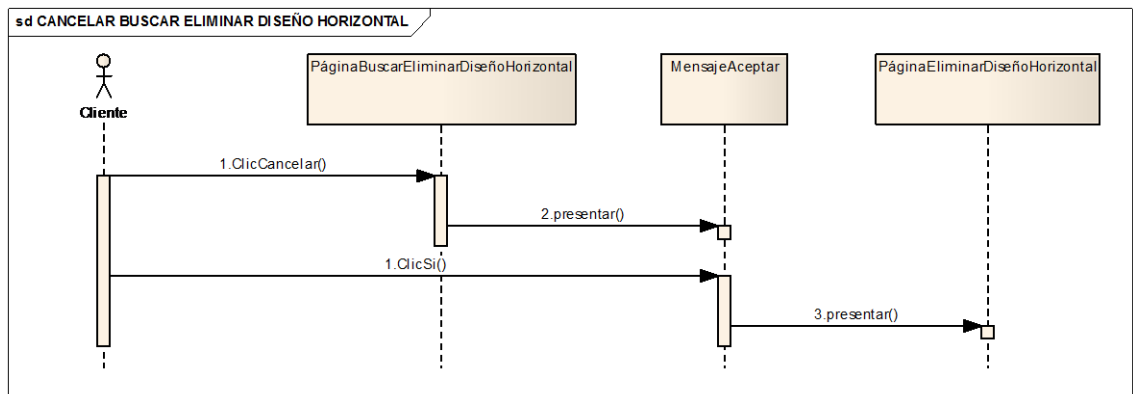 sd CANCELAR BUSCAR ELIMINAR DISEÑO HORIZONTAL
Cliente
PáginaBuscarEliminarDiseñoHorizontal
MensajeAceptar
PáginaEliminarDiseñoHorizontal
1.ClicCancelar()
2.presentar()
1.ClicSi()
3.presentar()